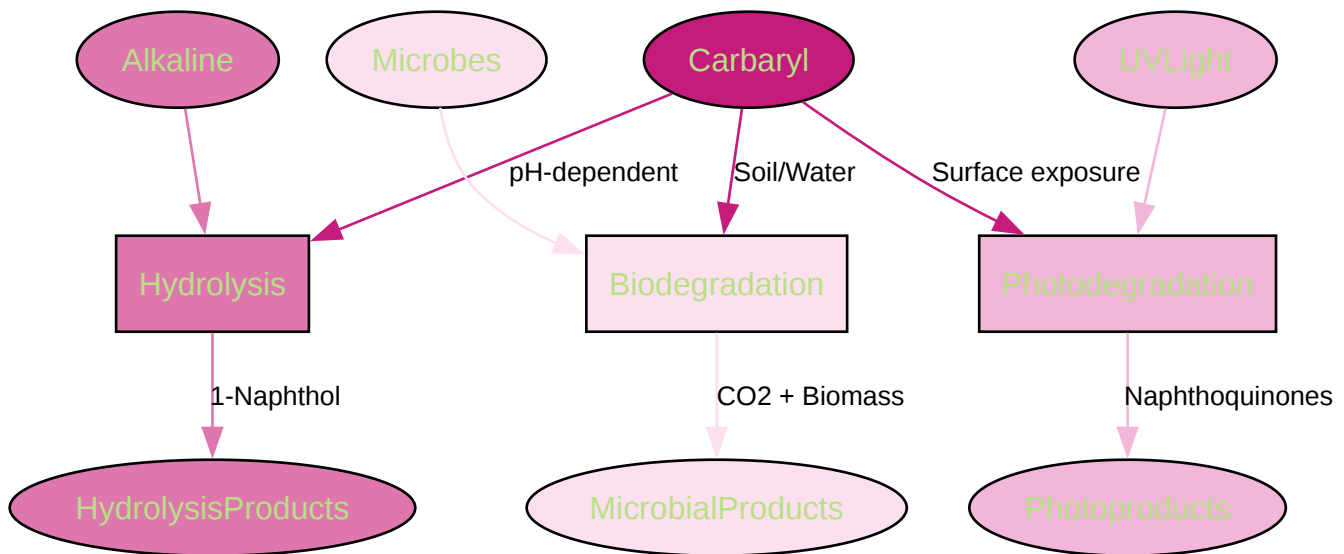 Alkaline
Microbes
Carbaryl
UVLight
pH-dependent
Soil/Water
Surface exposure
Hydrolysis
Biodegradation
Photodegradation
1-Naphthol
CO2 + Biomass
Naphthoquinones
HydrolysisProducts
MicrobialProducts
Photoproducts